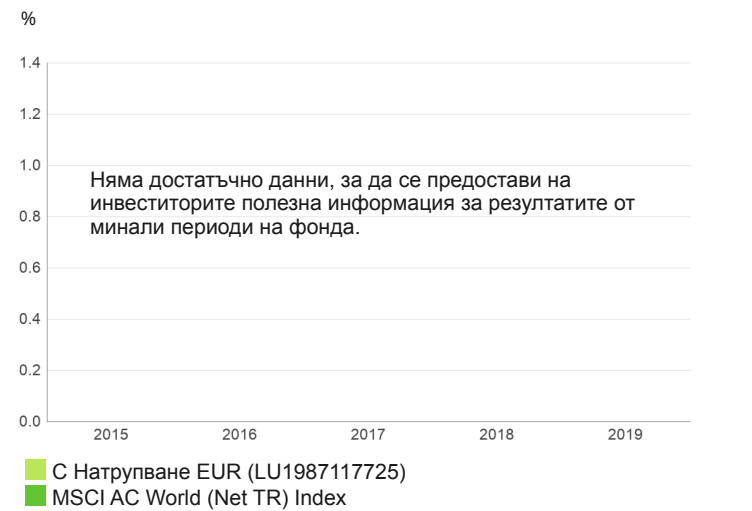 %
1.4
1.2
1.0
Няма достатъчно данни, за да се предостави на
инвеститорите полезна информация за резултатите от
минали периоди на фонда.
0.8
0.6
0.4
0.2
0.0
2015 2016 2017 2018 2019
C Натрупване EUR (LU1987117725)
MSCI AC World (Net TR) Index